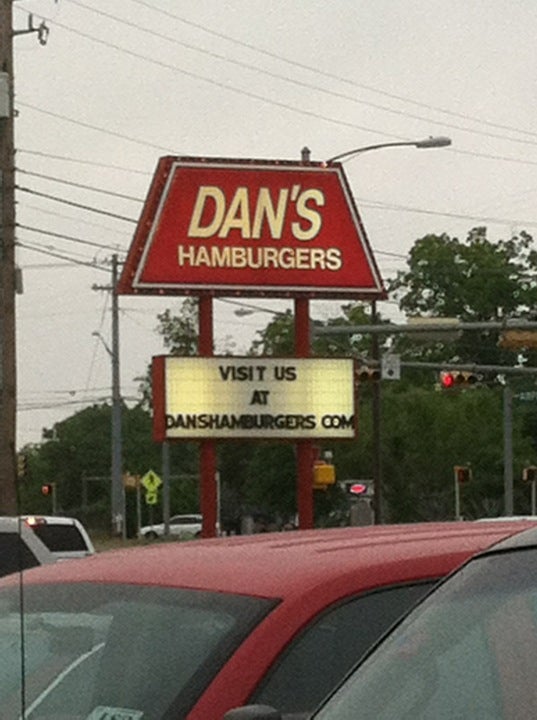 DAN'S
HAMBURGERS
VISIT US
AT
DANSHAMBURGERS COM